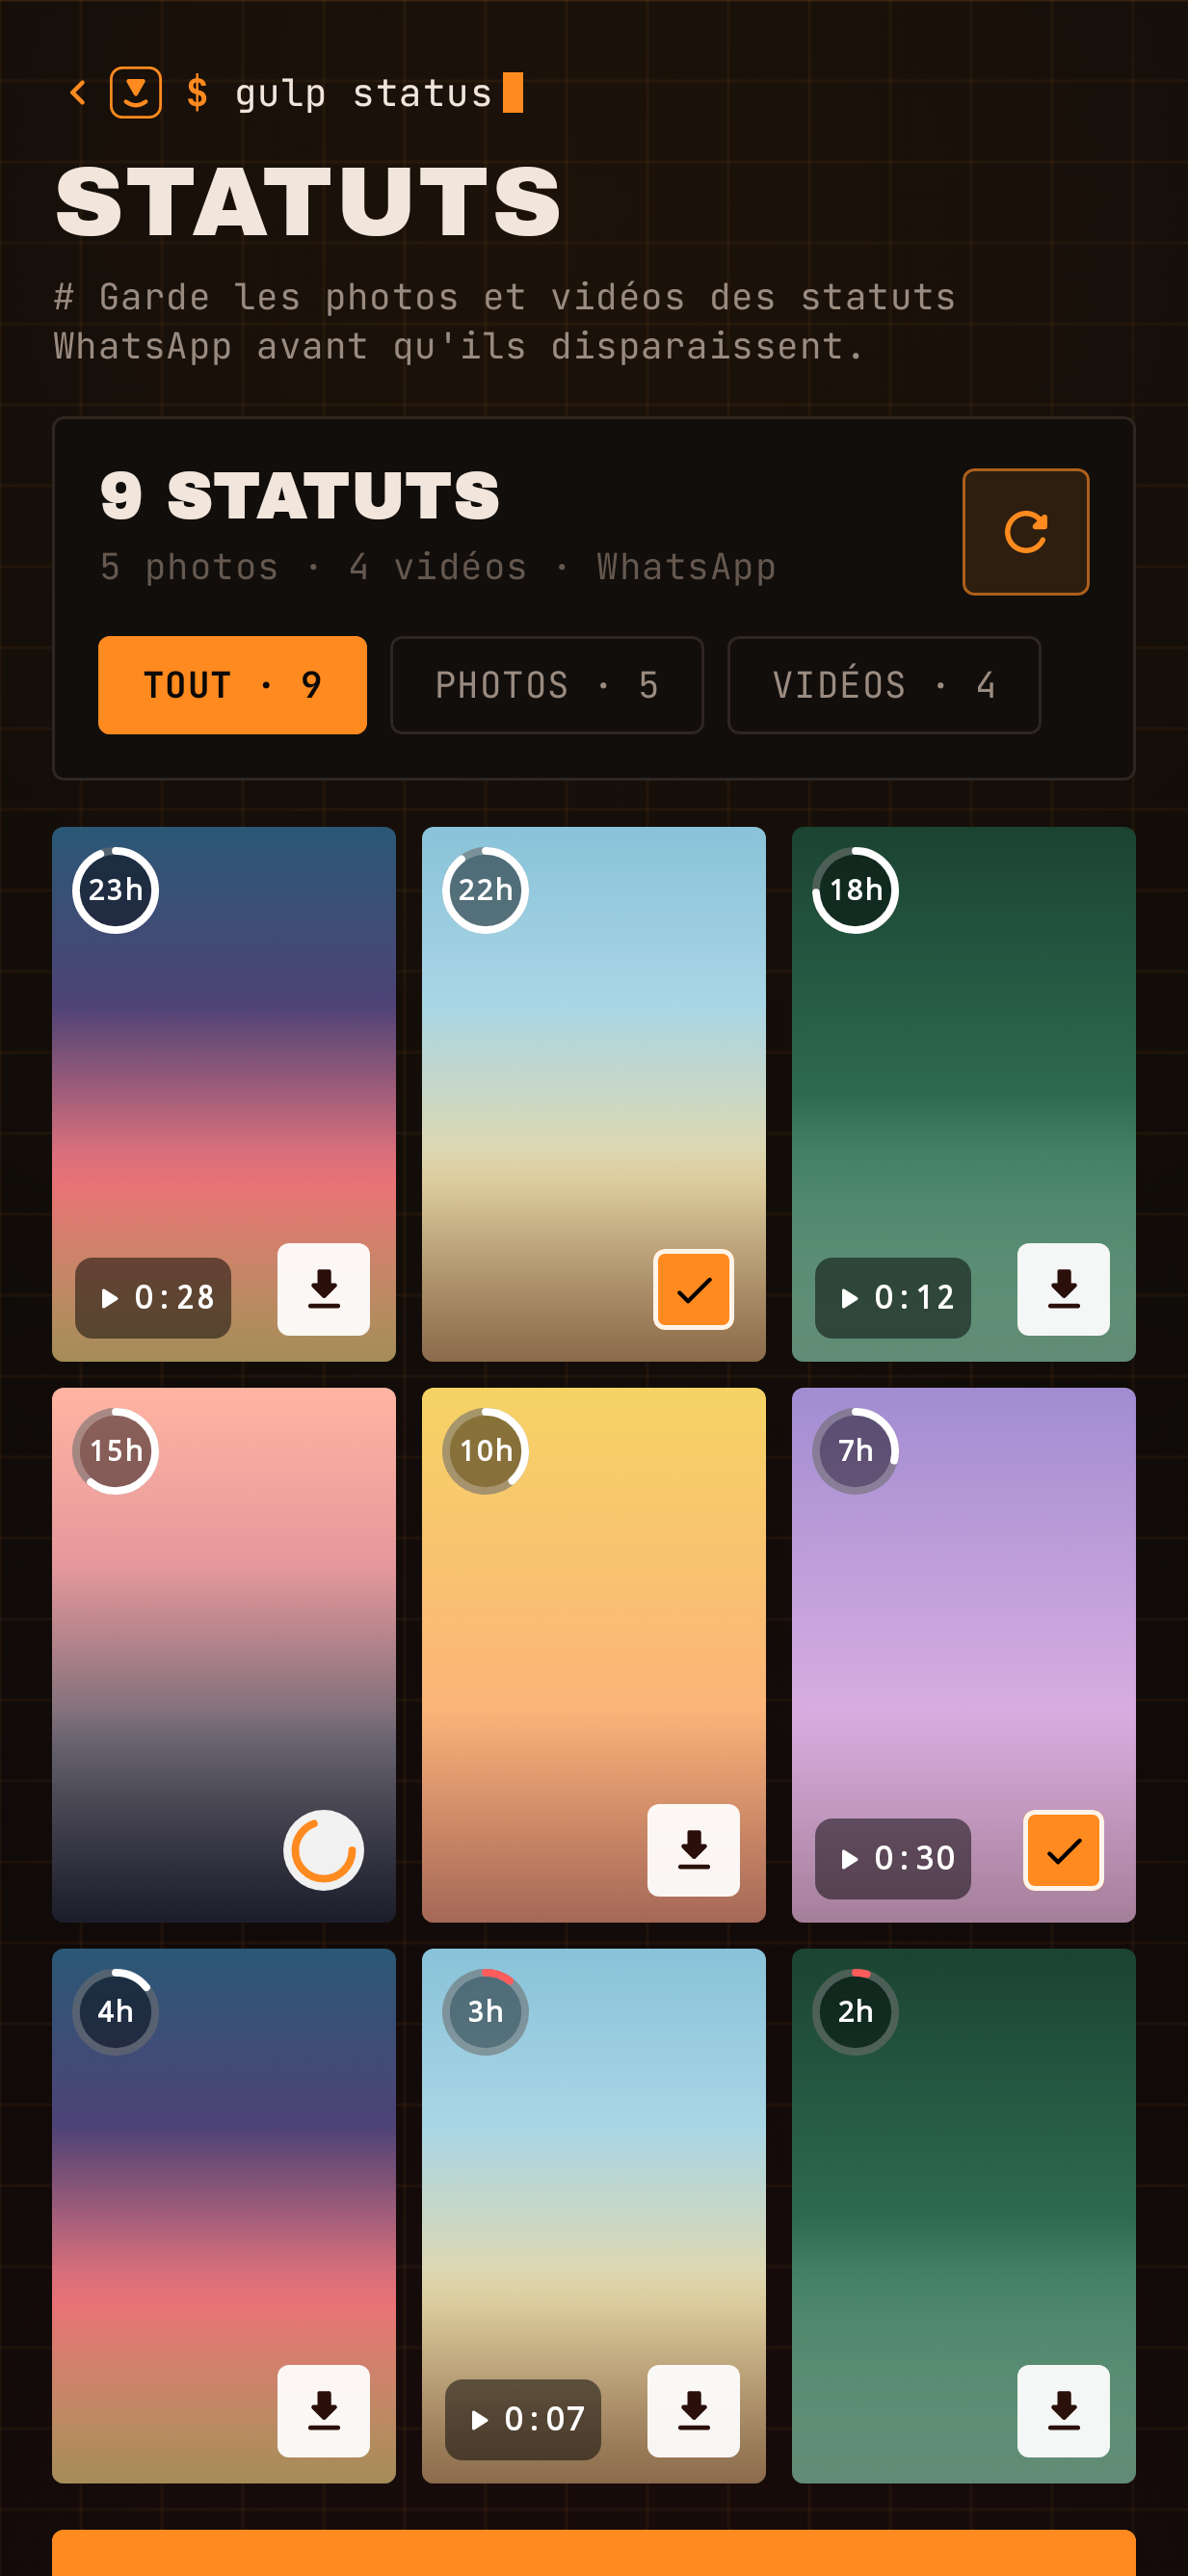 $ gulp status
STATUTS
# Garde les photos et vidéos des statuts
WhatsApp avant qu'ils disparaissent.
9 STATUTS
5 photos · 4 vidéos · WhatsApp
TOUT · 9 PHOTOS · 5 VIDÉOS · 4
23h 22h 18h
0:28 0:12
15h 10h 7h
0:30
4h 3h 2h
0:07